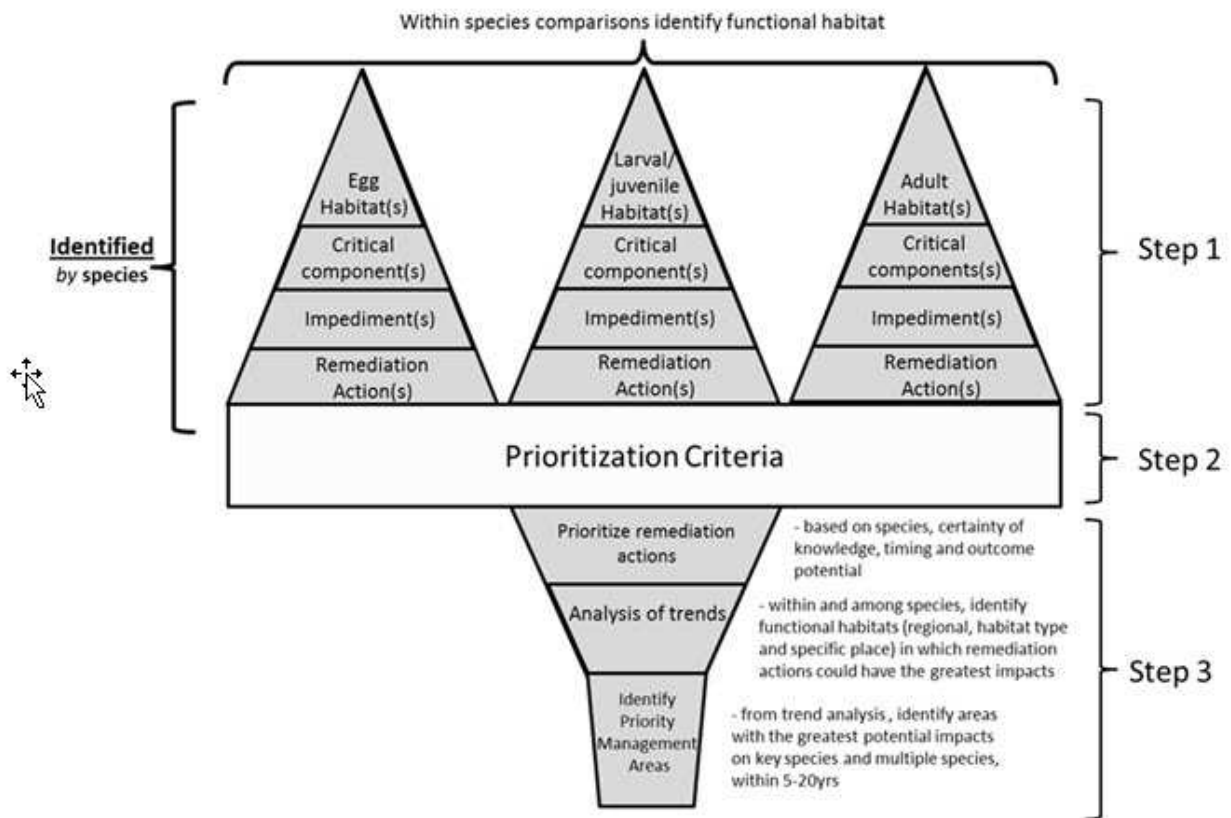 Within species comparisons identify functional habitat
Egg
Habitat(s)
Critical
component(s)
Impediment(s)
Remediation
Action(s)
Larval/
juvenile
Habitat(s)
Critical
component(s)
Impediment(s)
Remediation
Action(s)
Adult
Habitat(s)
Critical
components(s)
Impediment(s)
Remediation
Action(s)
Identified
by species
Step 1
Prioritization Criteria
Step 2
Prioritize remediation
actions
- based on species, certainty of
knowledge, timing and outcome
potential
Analysis of trends
- within and among species, identify
functional habitats (regional, habitat type
and specific place) in which remediation
actions could have the greatest impacts
Identify
Priority
Management
Areas
- from trend analysis , identify areas
with the greatest potential impacts
on key species and multiple species,
within 5-20yrs
Step 3